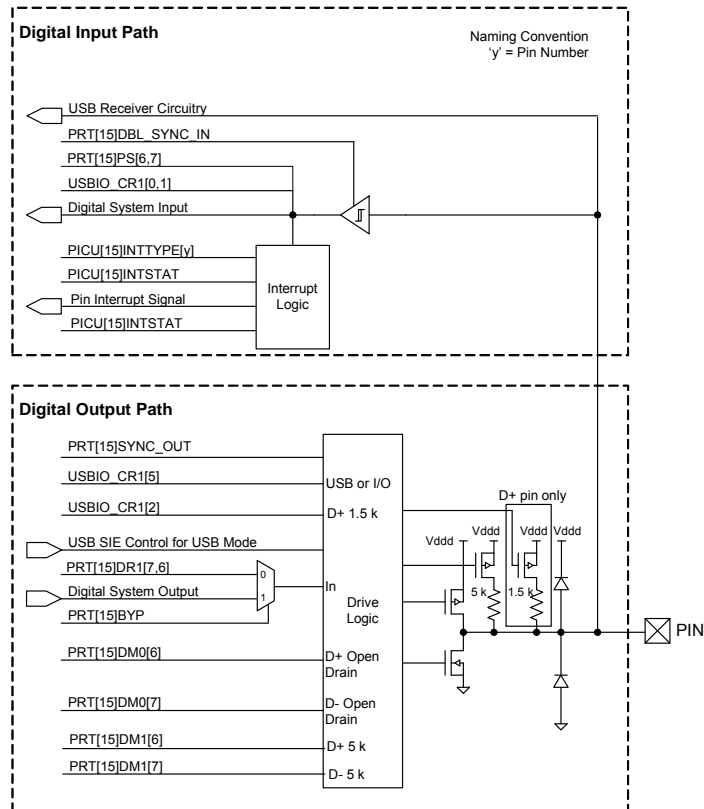 Digital Input Path
Naming Convention
'y' = Pin Number
USB Receiver Circuitry
PRT[15]DBL_SYNC_IN
PRT[15]PS[6,7]
USBIO_CR1[0,1]
Digital System Input
PICU[15]INTTYPE[y]
PICU[15]INTSTAT
Pin Interrupt Signal
PICU[15]INTSTAT
Interrupt
Logic
Digital Output Path
PRT[15]SYNC_OUT
USBIO_CR1[5]
USBIO_CR1[2]
USB SIE Control for USB Mode
PRT[15]DR1[7,6]
Digital System Output
PRT[15]BYP
0
1
PRT[15]DM0[6]
PRT[15]DM0[7]
PRT[15]DM1[6]
PRT[15]DM1[7]
USB or I/O
D+ 1.5 k
In
Drive
Logic
D+ Open
Drain
D- Open
Drain
D+ 5 k
D- 5 k
D+ pin only
Vddd Vddd Vddd Vddd
5 k 1.5 k
PIN